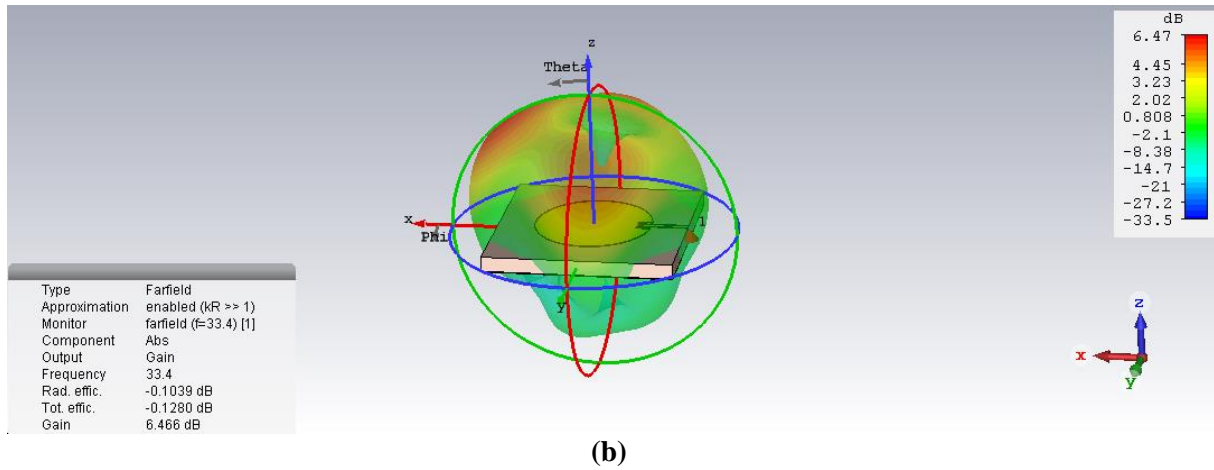 dB
6.47
4.45
3.23
2.02
0.808
-2.1
-8.38
-14.7
-21
-27.2
-33.5
z
Theta
x
Phi
1
y
Type Farfield
Approximation enabled (kR >> 1)
Monitor farfield (f=33.4) [1]
Component Abs
Output Gain
Frequency 33.4
Rad. effic. -0.1039 dB
Tot. effic. -0.1280 dB
Gain 6.466 dB
z
x
y
(b)